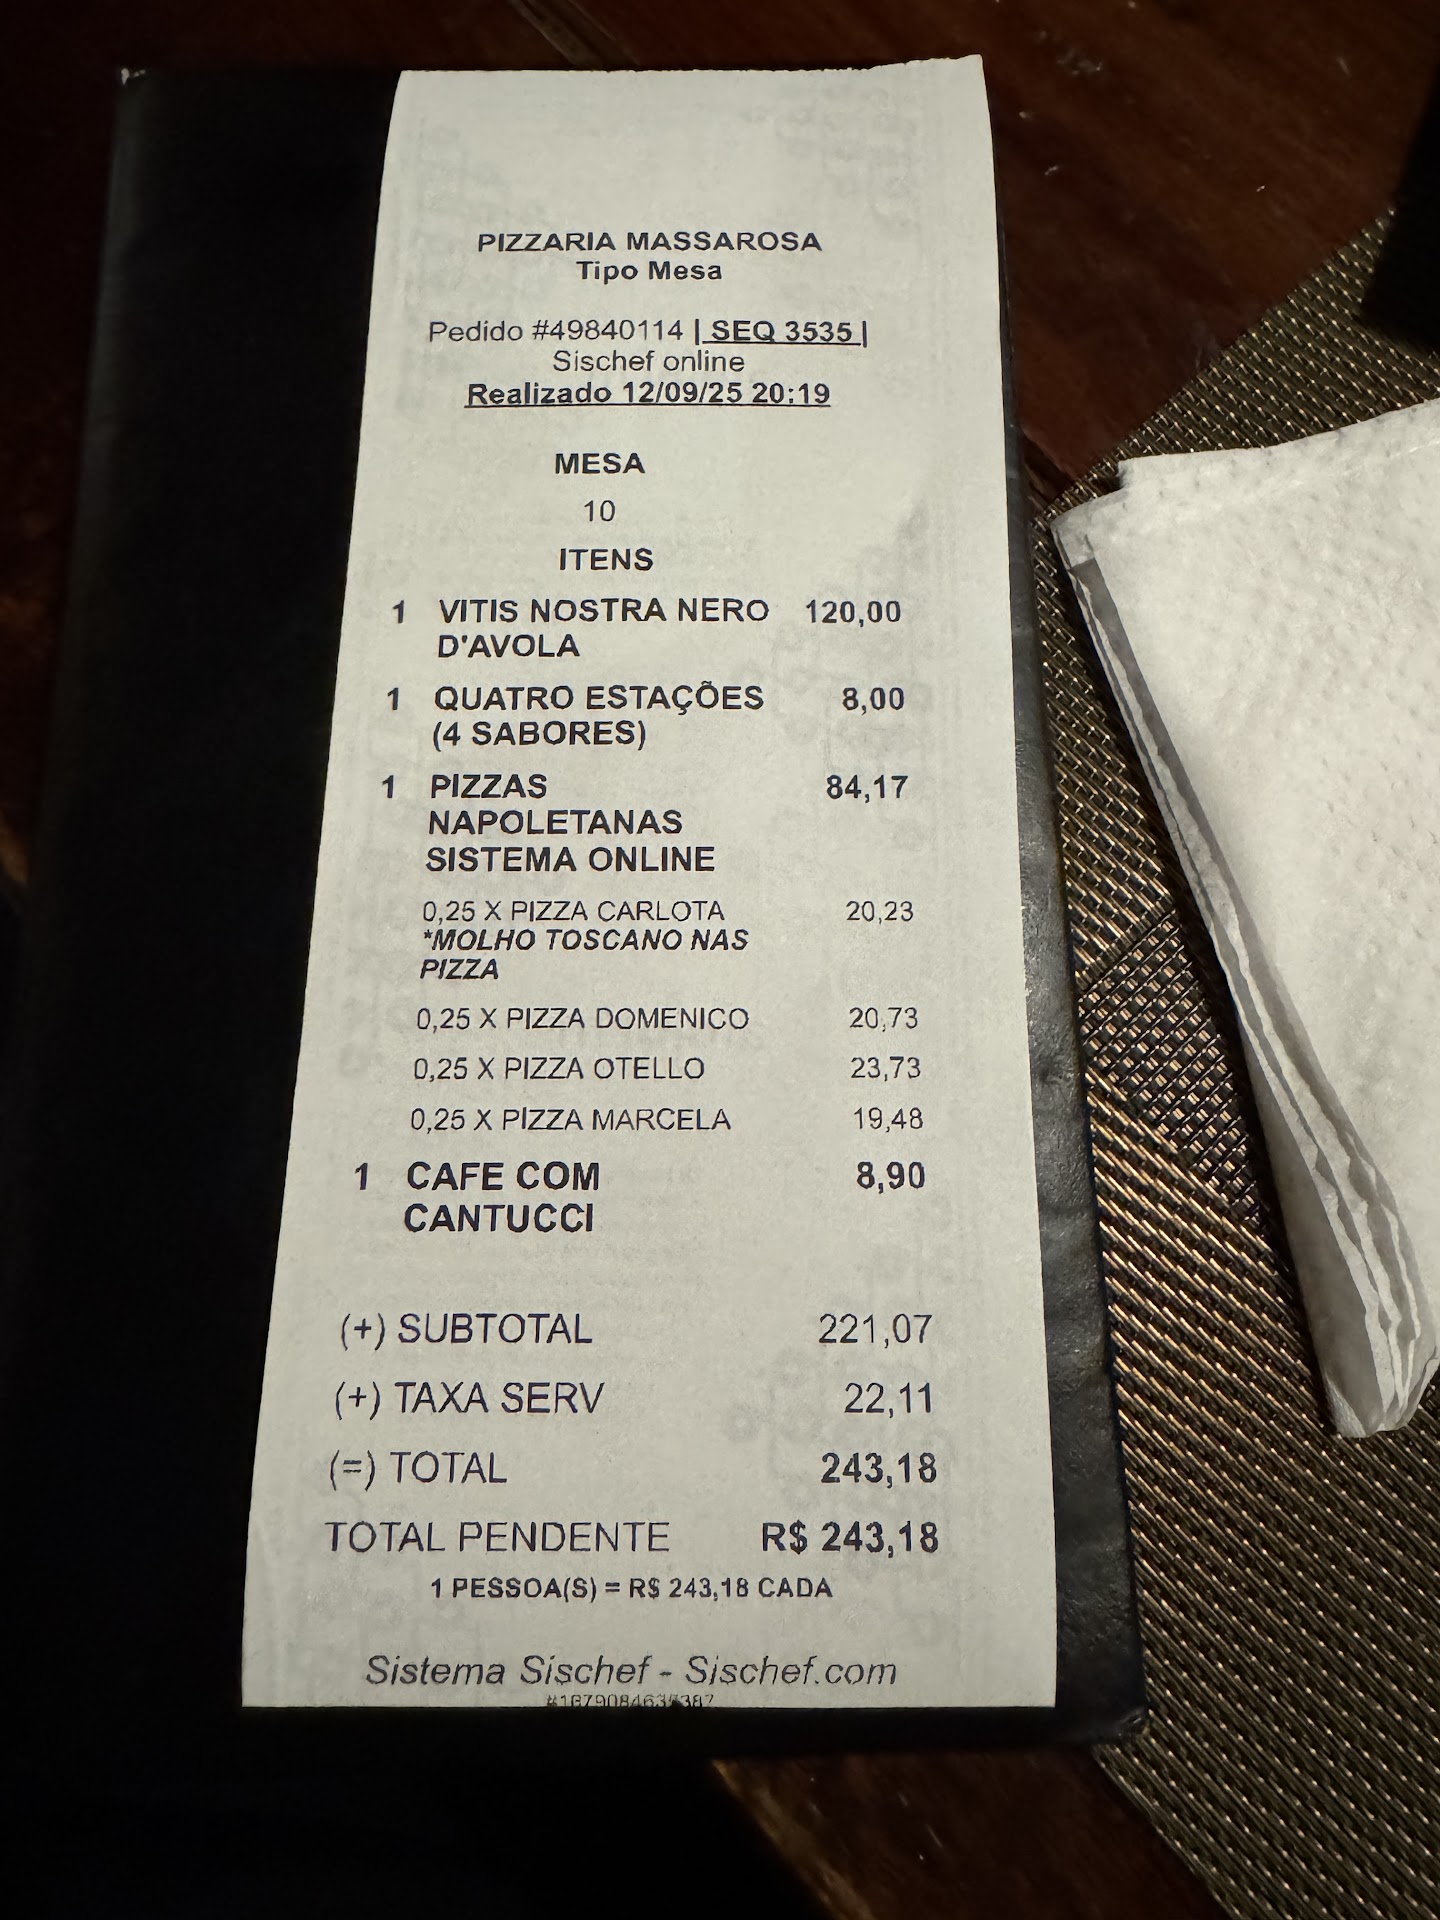 PIZZARIA MASSAROSA
Tipo Mesa
Pedido #49840114 | SEQ 3535 |
Sischef online
Realizado 12/09/25 20:19
MESA
10
ITENS
1 VITIS NOSTRA NERO 120,00
D'AVOLA
1 QUATRO ESTAÇÕES 8,00
(4 SABORES)
1 PIZZAS 84,17
NAPOLETANAS
SISTEMA ONLINE
0,25 X PIZZA CARLOTA 20,23
*MOLHO TOSCANO NAS
PIZZA
0,25 X PIZZA DOMENICO 20,73
0,25 X PIZZA OTELLO 23,73
0,25 X PIZZA MARCELA 19,48
1 CAFE COM 8,90
CANTUCCI
(+) SUBTOTAL 221,07
(+) TAXA SERV 22,11
(=) TOTAL 243,18
TOTAL PENDENTE R$ 243,18
1 PESSOA(S) = R$ 243,18 CADA
Sistema Sischef - Sischef.com